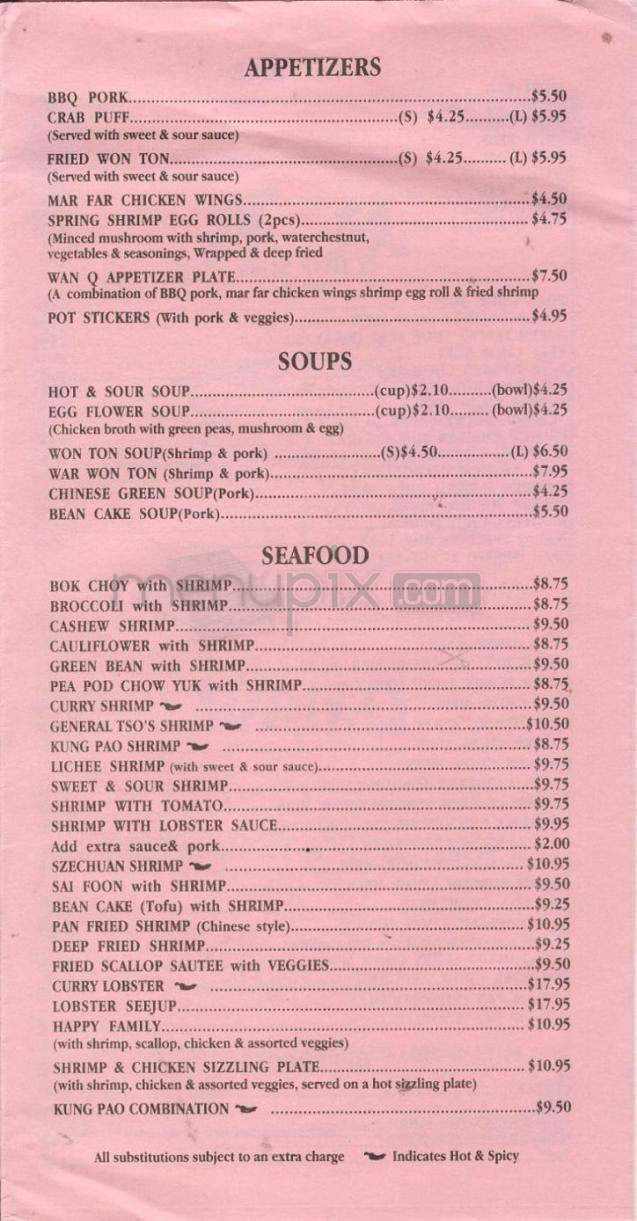 APPETIZERS
BBQ PORK......$5.50
CRAB PUFF......(S) $4.25......(L) $5.95
(Served with sweet & sour sauce)
FRIED WON TON......(S) $4.25......(L) $5.95
(Served with sweet & sour sauce)
MAR FAR CHICKEN WINGS......$4.50
SPRING SHRIMP EGG ROLLS (2pcs)......$4.75
(Minced mushroom with shrimp, pork, waterchestnut,
vegetables & seasonings, Wrapped & deep fried
WAN Q APPETIZER PLATE......$7.50
(A combination of BBQ pork, mar far chicken wings shrimp egg roll & fried shrimp
POT STICKERS (With pork & veggies)......$4.95
SOUPS
HOT & SOUR SOUP......(cup)$2.10......(bowl)$4.25
EGG FLOWER SOUP......(cup)$2.10......(bowl)$4.25
(Chicken broth with green peas, mushroom & egg)
WON TON SOUP(Shrimp & pork) ......(S)$4.50......(L) $6.50
WAR WON TON (Shrimp & pork)......$7.95
CHINESE GREEN SOUP(Pork)......$4.25
BEAN CAKE SOUP(Pork)......$5.50
SEAFOOD
menupix.com
BOK CHOY with SHRIMP......$8.75
BROCCOLI with SHRIMP......$8.75
CASHEW SHRIMP......$9.50
CAULIFLOWER with SHRIMP......$8.75
GREEN BEAN with SHRIMP......$9.50
PEA POD CHOW YUK with SHRIMP......$8.75
CURRY SHRIMP ......$9.50
GENERAL TSO'S SHRIMP ......$10.50
KUNG PAO SHRIMP ......$8.75
LICHEE SHRIMP (with sweet & sour sauce)......$9.75
SWEET & SOUR SHRIMP......$9.75
SHRIMP WITH TOMATO......$9.75
SHRIMP WITH LOBSTER SAUCE......$9.95
Add extra sauce& pork......$2.00
SZECHUAN SHRIMP ......$10.95
SAI FOON with SHRIMP......$9.50
BEAN CAKE (Tofu) with SHRIMP......$9.25
PAN FRIED SHRIMP (Chinese style)......$10.95
DEEP FRIED SHRIMP......$9.25
FRIED SCALLOP SAUTEE with VEGGIES......$9.50
CURRY LOBSTER ......$17.95
LOBSTER SEEJUP......$17.95
HAPPY FAMILY......$10.95
(with shrimp, scallop, chicken & assorted veggies)
SHRIMP & CHICKEN SIZZLING PLATE......$10.95
(with shrimp, chicken & assorted veggies, served on a hot sizzling plate)
KUNG PAO COMBINATION ......$9.50
All substitutions subject to an extra charge Indicates Hot & Spicy